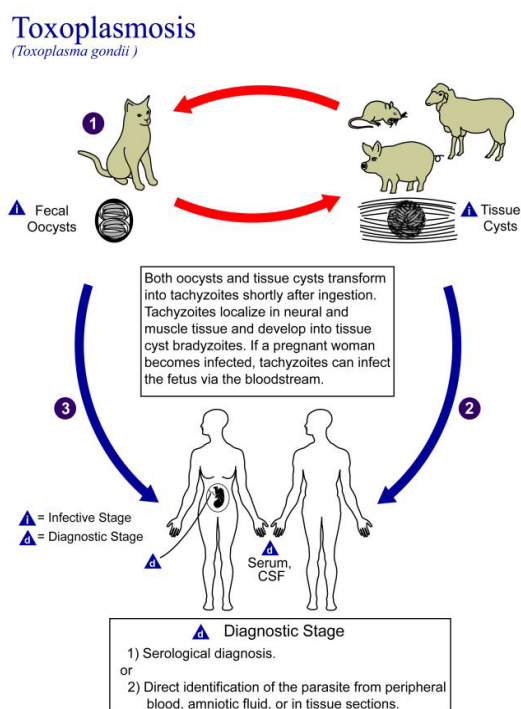 Toxoplasmosis
(Toxoplasma gondii )
1
i Fecal
Oocysts
i Tissue
Cysts
Both oocysts and tissue cysts transform
into tachyzoites shortly after ingestion.
Tachyzoites localize in neural and
muscle tissue and develop into tissue
cyst bradyzoites. If a pregnant woman
becomes infected, tachyzoites can infect
the fetus via the bloodstream.
3
2
i = Infective Stage
d = Diagnostic Stage
d
d
Serum,
CSF
d Diagnostic Stage
1) Serological diagnosis.
or
2) Direct identification of the parasite from peripheral
blood, amniotic fluid, or in tissue sections.